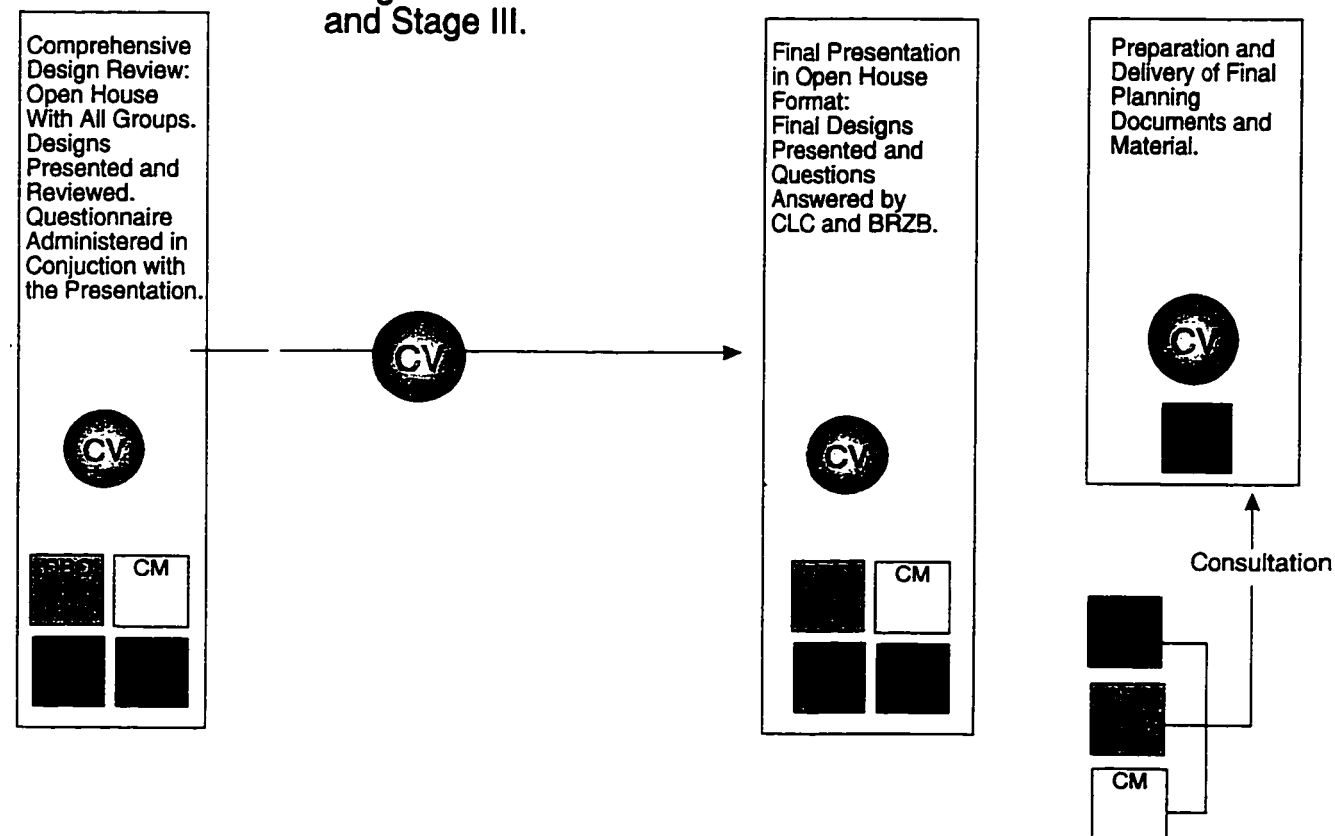 and Stage III.
Comprehensive
Design Review:
Open House
With All Groups.
Designs
Presented and
Reviewed.
Questionnaire
Administered in
Conjuction with
the Presentation.
CV
CM
CV
Final Presentation
in Open House
Format:
Final Designs
Presented and
Questions
Answered by
CLC and BRZB.
CV
CM
Preparation and
Delivery of Final
Planning
Documents and
Material.
CV
Consultation
CM